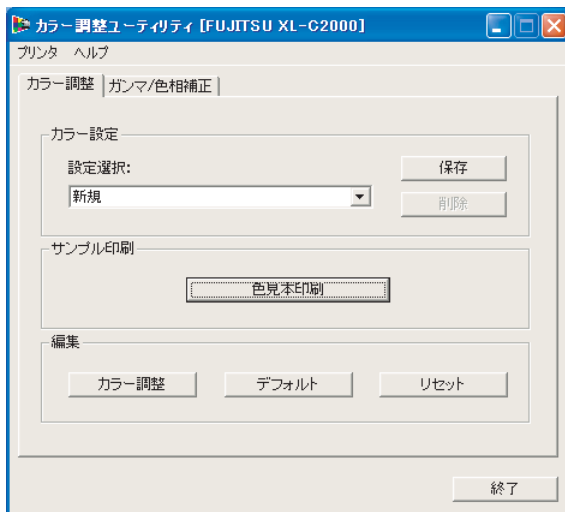 カラー調整ユーティリティ [FUJITSU XL-C2000]
プリンタ ヘルプ
カラー調整 ガンマ/色相補正
カラー設定
設定選択:
保存
新規
削除
サンプル印刷
色見本印刷
編集
カラー調整 デフォルト リセット
終了